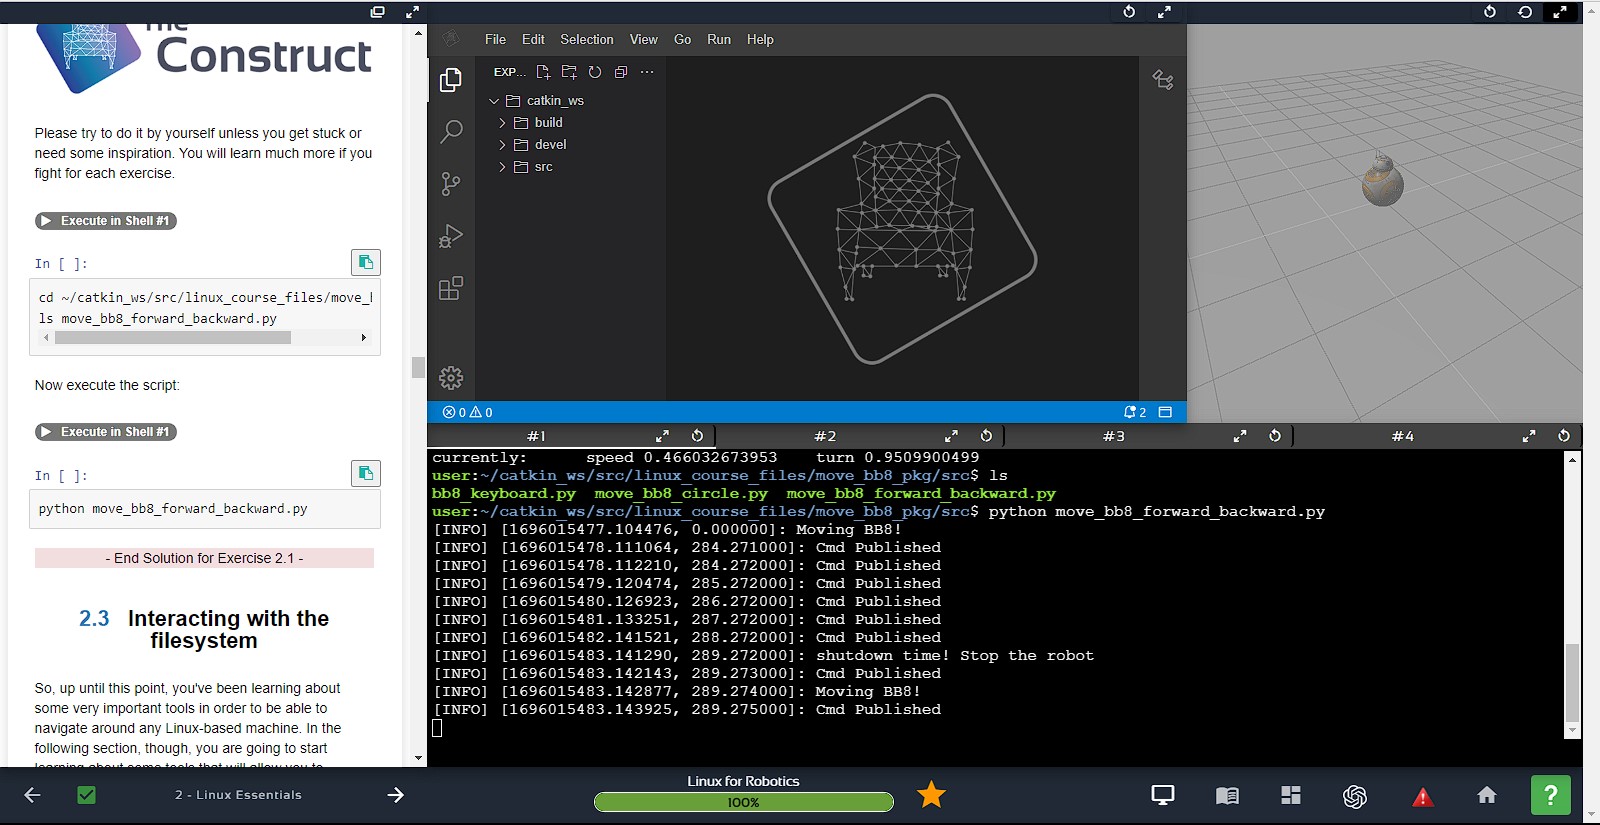 The
Construct
Please try to do it by yourself unless you get stuck or
need some inspiration. You will learn much more if you
fight for each exercise.
Execute in Shell #1
In [ ]:
cd ~/catkin_ws/src/linux_course_files/move_
ls move_bb8_forward_backward.py
Now execute the script:
Execute in Shell #1
In [ ]:
python move_bb8_forward_backward.py
- End Solution for Exercise 2.1 -
2.3 Interacting with the
filesystem
So, up until this point, you've been learning about
some very important tools in order to be able to
navigate around any Linux-based machine. In the
following section, though, you are going to start
learning about some tools that will allow you to
File Edit Selection View Go Run Help
EXP... ...
catkin_ws
build
devel
src
0 0
2
#1 #2 #3 #4
currently: speed 0.466032673953 turn 0.9509900499
user:~/catkin_ws/src/linux_course_files/move_bb8_pkg/src$ ls
bb8_keyboard.py move_bb8_circle.py move_bb8_forward_backward.py
user:~/catkin_ws/src/linux_course_files/move_bb8_pkg/src$ python move_bb8_forward_backward.py
[INFO] [1696015477.104476, 0.000000]: Moving BB8!
[INFO] [1696015478.111064, 284.271000]: Cmd Published
[INFO] [1696015478.112210, 284.272000]: Cmd Published
[INFO] [1696015479.120474, 285.272000]: Cmd Published
[INFO] [1696015480.126923, 286.272000]: Cmd Published
[INFO] [1696015481.133251, 287.272000]: Cmd Published
[INFO] [1696015482.141521, 288.272000]: Cmd Published
[INFO] [1696015483.141290, 289.272000]: shutdown time! Stop the robot
[INFO] [1696015483.142143, 289.273000]: Cmd Published
[INFO] [1696015483.142877, 289.274000]: Moving BB8!
[INFO] [1696015483.143925, 289.275000]: Cmd Published
2 - Linux Essentials
Linux for Robotics
100%
?